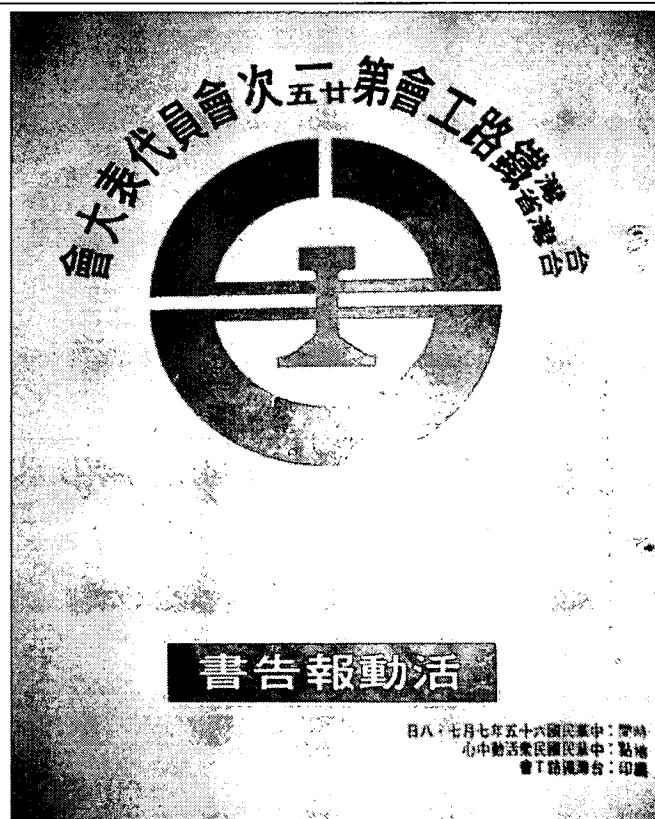 台灣
台灣省
鐵路工會第
一
廿五
次會員代表大會
活動報告書
時間：中華民國六十五年七月七、八日
地點：中華民國民眾活動中心
編印：台灣鐵路工會